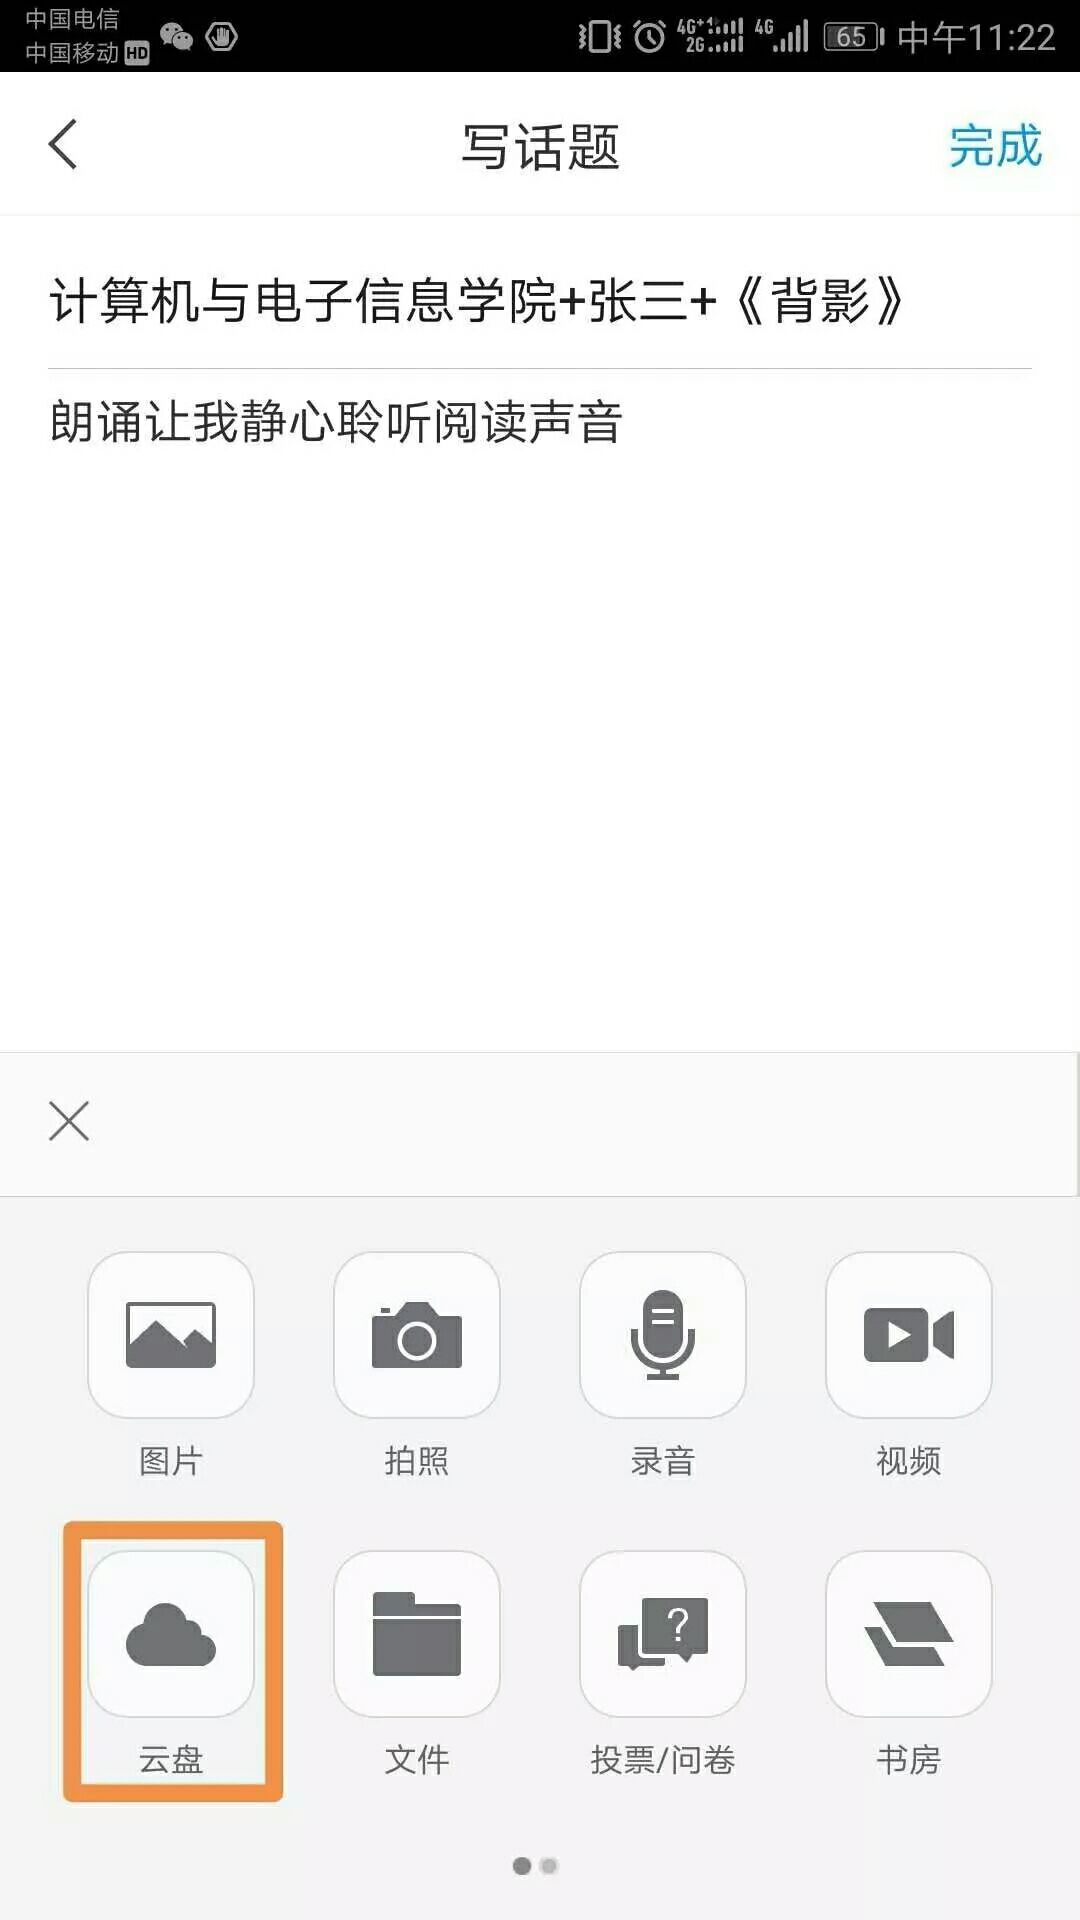 中国电信
中国移动 HD
4G+ 1 2G 4G 65 中午11:22
写话题
完成
计算机与电子信息学院+张三+《背影》
朗诵让我静心聆听阅读声音
图片 拍照 录音 视频
?
云盘 文件 投票/问卷 书房